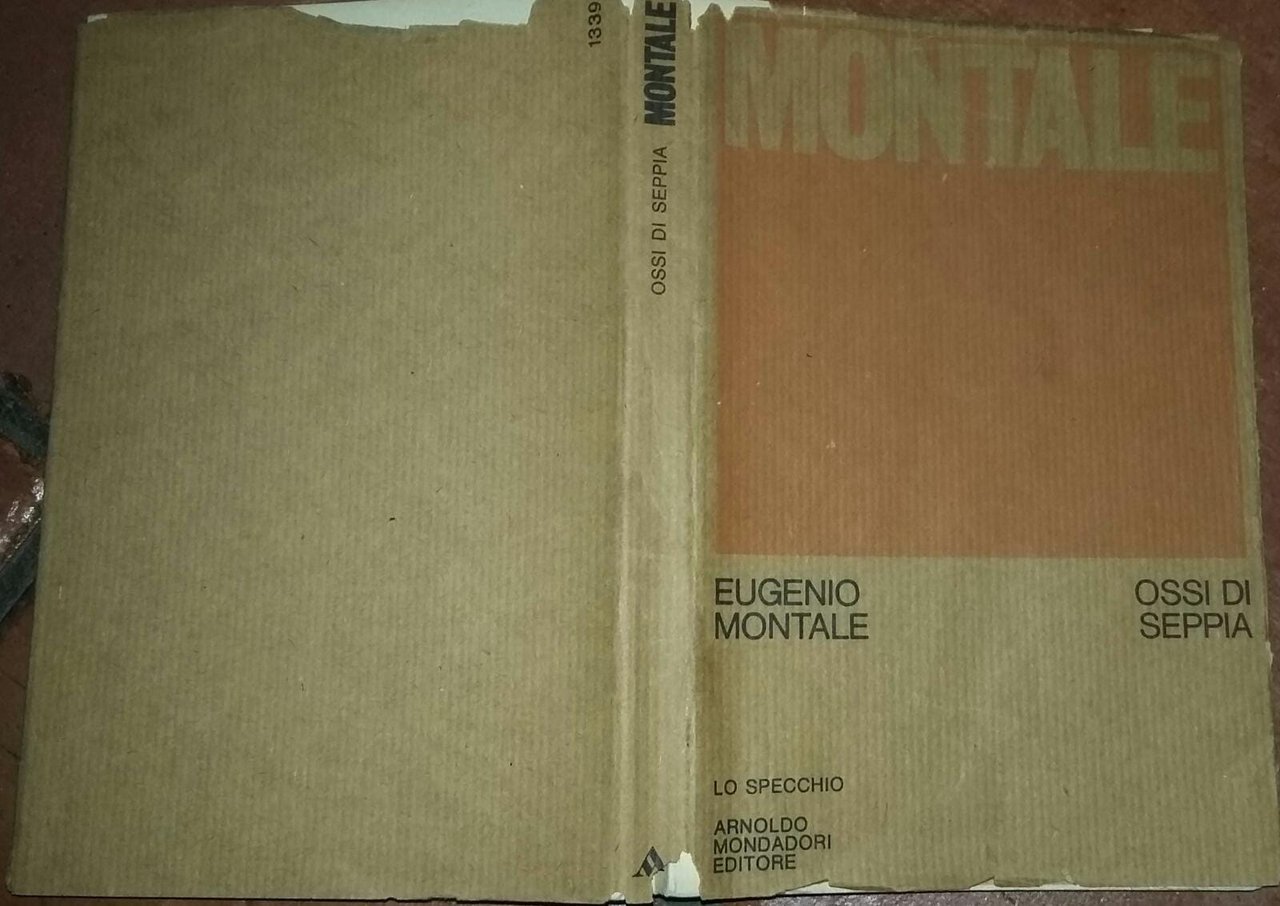 1339
MONTALE
OSSI DI SEPPIA
MONTALE
EUGENIO
MONTALE
OSSI DI
SEPPIA
LO SPECCHIO
ARNOLDO
MONDADORI
EDITORE